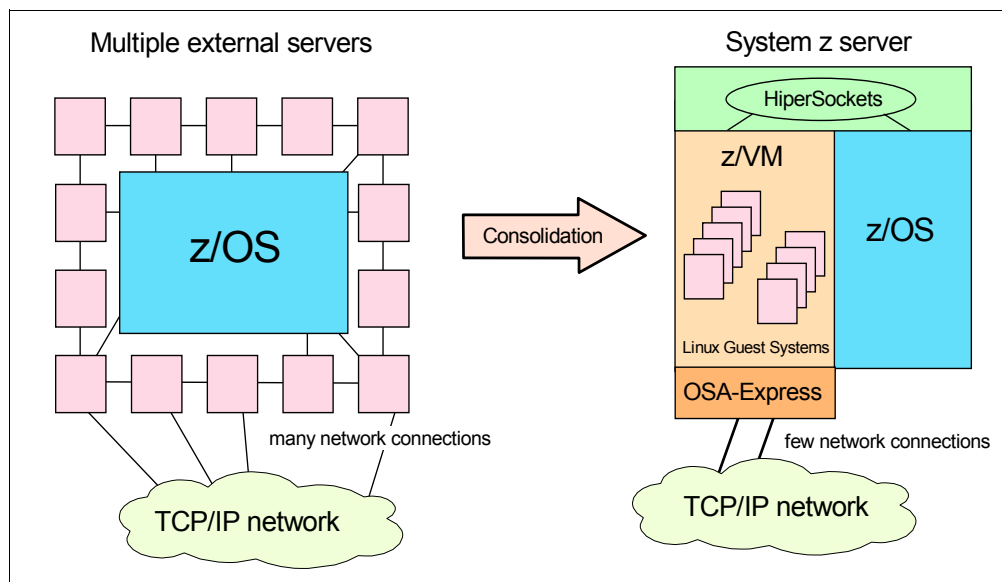 Multiple external servers
z/OS
many network connections
TCP/IP network
Consolidation
System z server
HiperSockets
z/VM
z/OS
Linux Guest Systems
OSA-Express
few network connections
TCP/IP network